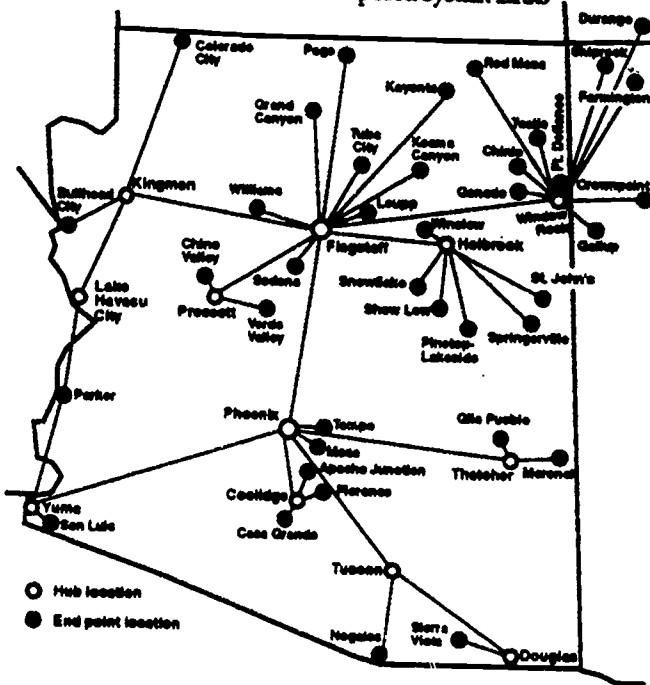 Durango
Colorado
City
Page
Red Mesa
Shiprock
Kayenta
Farmington
Grand
Canyon
Tuba
City
Keams
Canyon
Ft. Defiance
Chinle
Crownpoint
Bullhead
City
Kingman
Williams
Leupp
Ganado
Window
Rock
Winslow
Flagstaff
Holbrook
Gallup
Chino
Valley
Sedona
Snowflake
St. John's
Lake
Havasu
City
Prescott
Verde
Valley
Show Low
Pinetop-
Lakeside
Springerville
Parker
Phoenix
Tempe
Mesa
Gila Pueblo
Thatcher
Morenci
Apache Junction
Coolidge
Florence
Casa Grande
Yuma
San Luis
Tucson
Hub location
End point location
Nogales
Sierra
Vista
Douglas